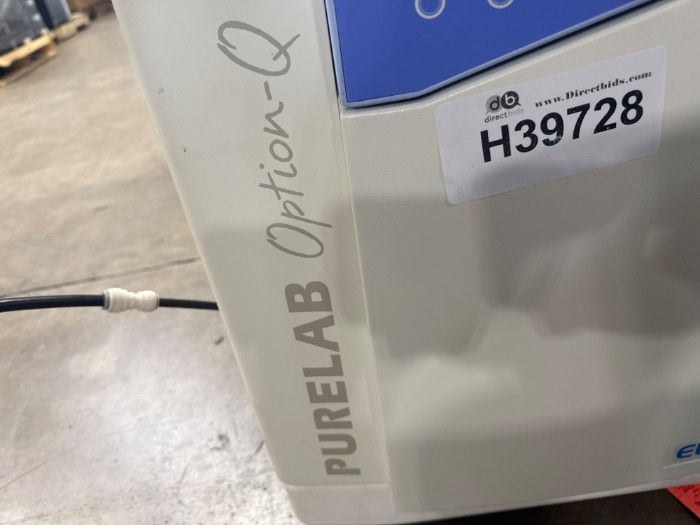 PURELAB Option-Q
db
directbids
www.Directbids.com
H39728